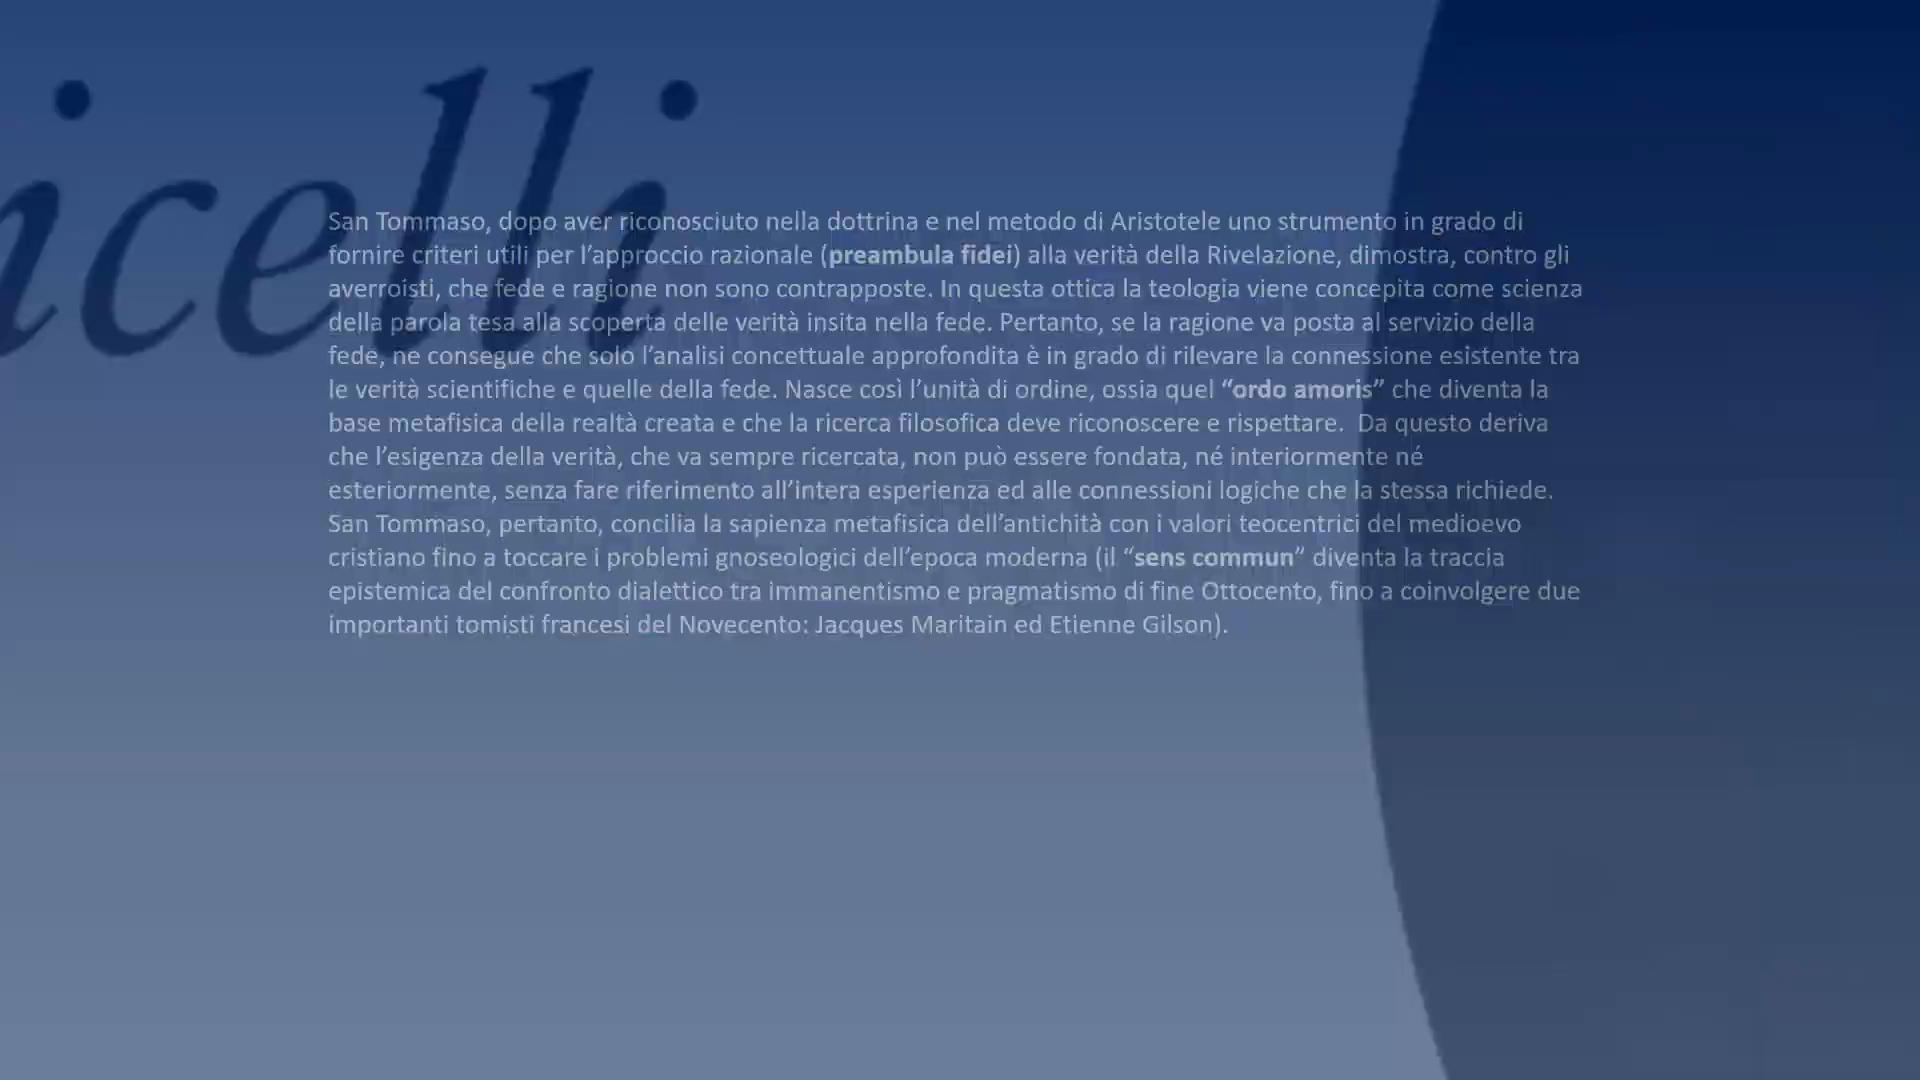 icelli
San Tommaso, dopo aver riconosciuto nella dottrina e nel metodo di Aristotele uno strumento in grado di
fornire criteri utili per l’approccio razionale (preambula fidei) alla verità della Rivelazione, dimostra, contro gli
averroisti, che fede e ragione non sono contrapposte. In questa ottica la teologia viene concepita come scienza
della parola tesa alla scoperta delle verità insita nella fede. Pertanto, se la ragione va posta al servizio della
fede, ne consegue che solo l’analisi concettuale approfondita è in grado di rilevare la connessione esistente tra
le verità scientifiche e quelle della fede. Nasce così l’unità di ordine, ossia quel “ordo amoris” che diventa la
base metafisica della realtà creata e che la ricerca filosofica deve riconoscere e rispettare. Da questo deriva
che l’esigenza della verità, che va sempre ricercata, non può essere fondata, né interiormente né
esteriormente, senza fare riferimento all’intera esperienza ed alle connessioni logiche che la stessa richiede.
San Tommaso, pertanto, concilia la sapienza metafisica dell’antichità con i valori teocentrici del medioevo
cristiano fino a toccare i problemi gnoseologici dell’epoca moderna (il “sens commun” diventa la traccia
epistemica del confronto dialettico tra immanentismo e pragmatismo di fine Ottocento, fino a coinvolgere due
importanti tomisti francesi del Novecento: Jacques Maritain ed Etienne Gilson).